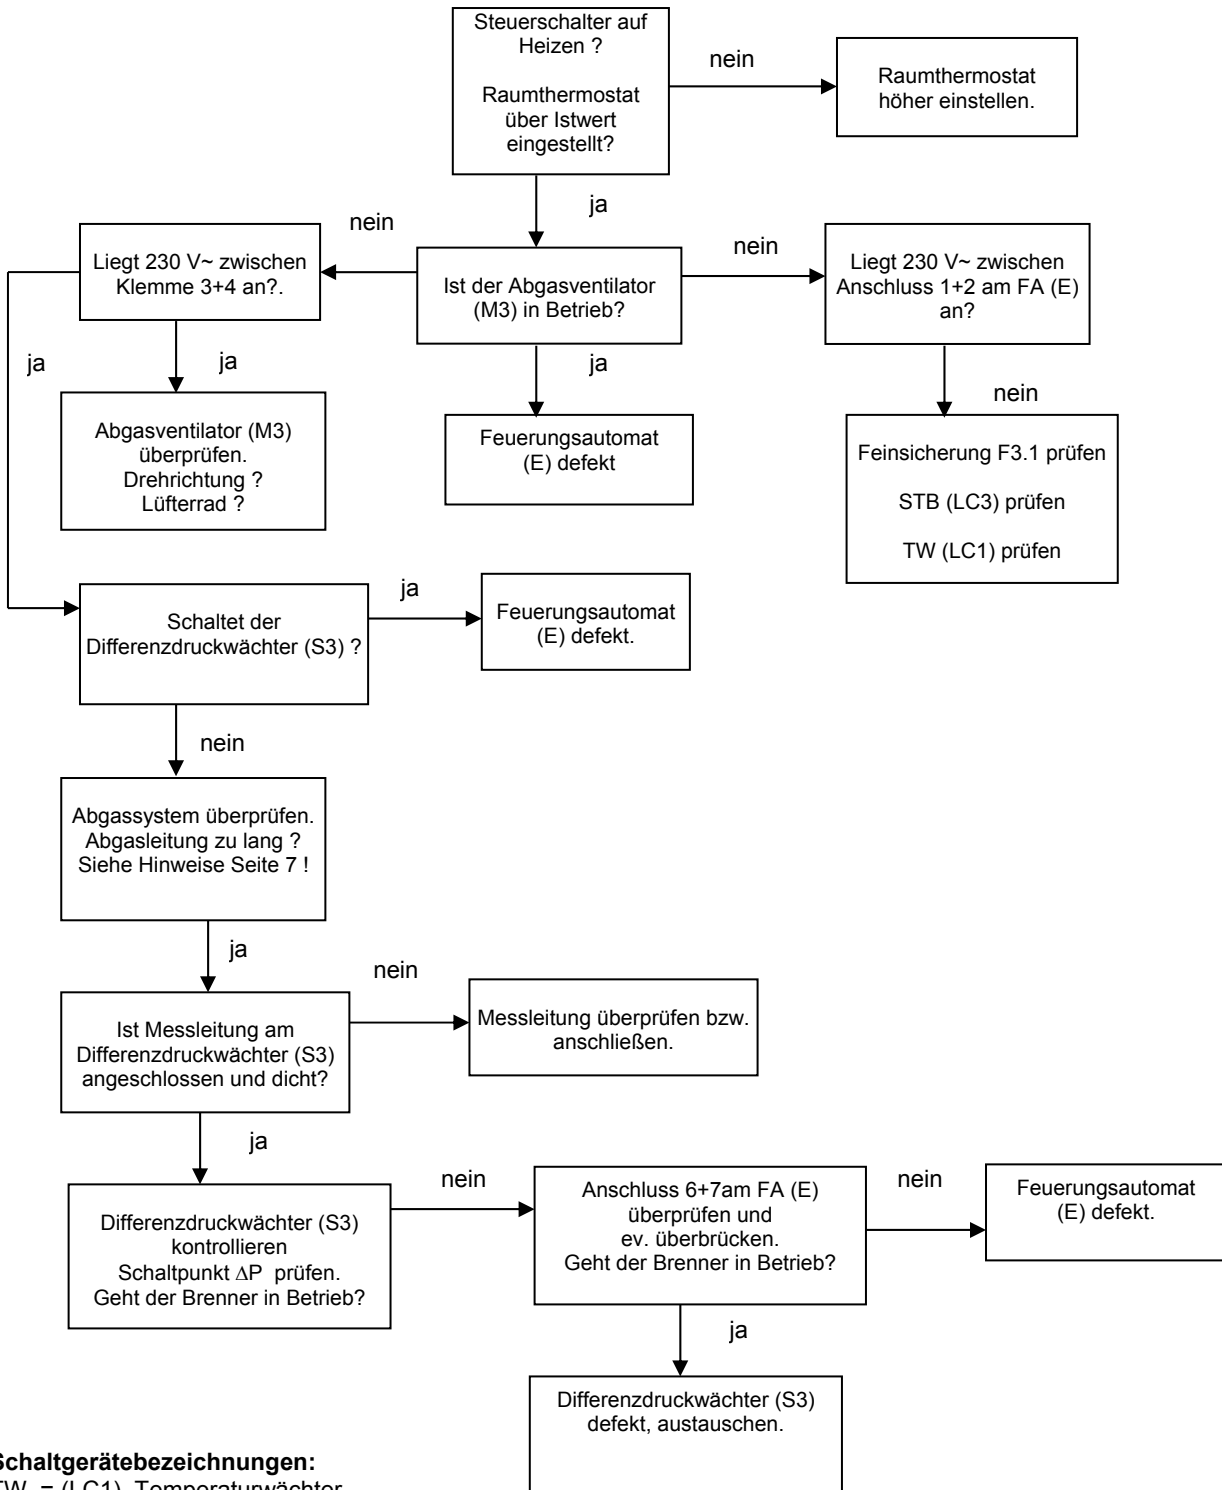 Steuerschalter auf
Heizen ?
Raumthermostat
über Istwert
eingestellt?
nein
Raumthermostat
höher einstellen.
ja
nein
Liegt 230 V~ zwischen
Klemme 3+4 an?.
Ist der Abgasventilator
(M3) in Betrieb?
nein
Liegt 230 V~ zwischen
Anschluss 1+2 am FA (E)
an?
ja
ja
Abgasventilator (M3)
überprüfen.
Drehrichtung ?
Lüfterrad ?
ja
Feuerungsautomat
(E) defekt
nein
Feinsicherung F3.1 prüfen
STB (LC3) prüfen
TW (LC1) prüfen
Schaltet der
Differenzdruckwächter (S3) ?
ja
Feuerungsautomat
(E) defekt.
nein
Abgassystem überprüfen.
Abgasleitung zu lang ?
Siehe Hinweise Seite 7 !
ja
Ist Messleitung am
Differenzdruckwächter (S3)
angeschlossen und dicht?
nein
Messleitung überprüfen bzw.
anschließen.
ja
Differenzdruckwächter (S3)
kontrollieren
Schaltpunkt ∆P prüfen.
Geht der Brenner in Betrieb?
nein
Anschluss 6+7am FA (E)
überprüfen und
ev. überbrücken.
Geht der Brenner in Betrieb?
nein
Feuerungsautomat
(E) defekt.
ja
Differenzdruckwächter (S3)
defekt, austauschen.
Schaltgerätebezeichnungen:
TW = (LC1) Temperaturwächter